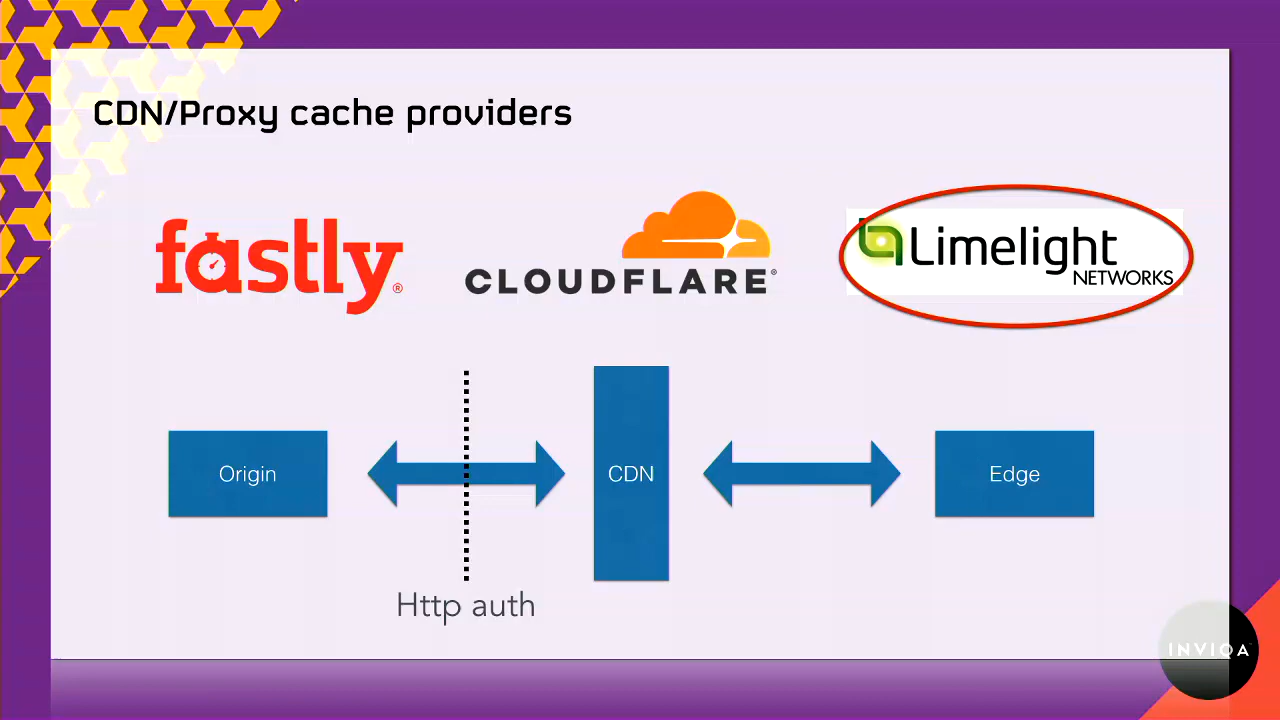 CDN/Proxy cache providers
fastly®
CLOUDFLARE®
Limelight
NETWORKS
Origin
CDN
Edge
Http auth
INVIQA